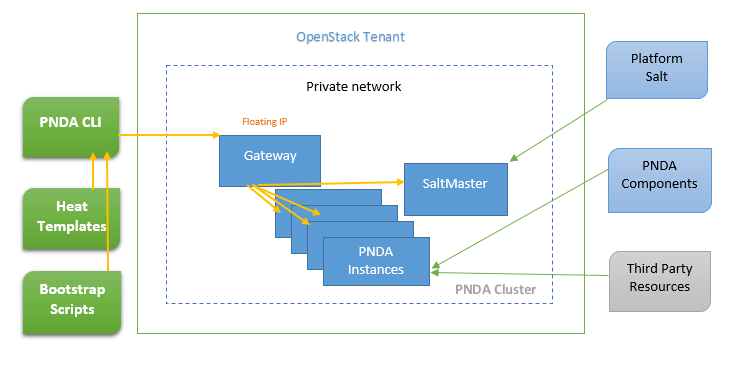 OpenStack Tenant
Private network
Floating IP
PNDA CLI
Gateway
SaltMaster
Heat
Templates
Bootstrap
Scripts
PNDA
Instances
PNDA Cluster
Platform
Salt
PNDA
Components
Third Party
Resources